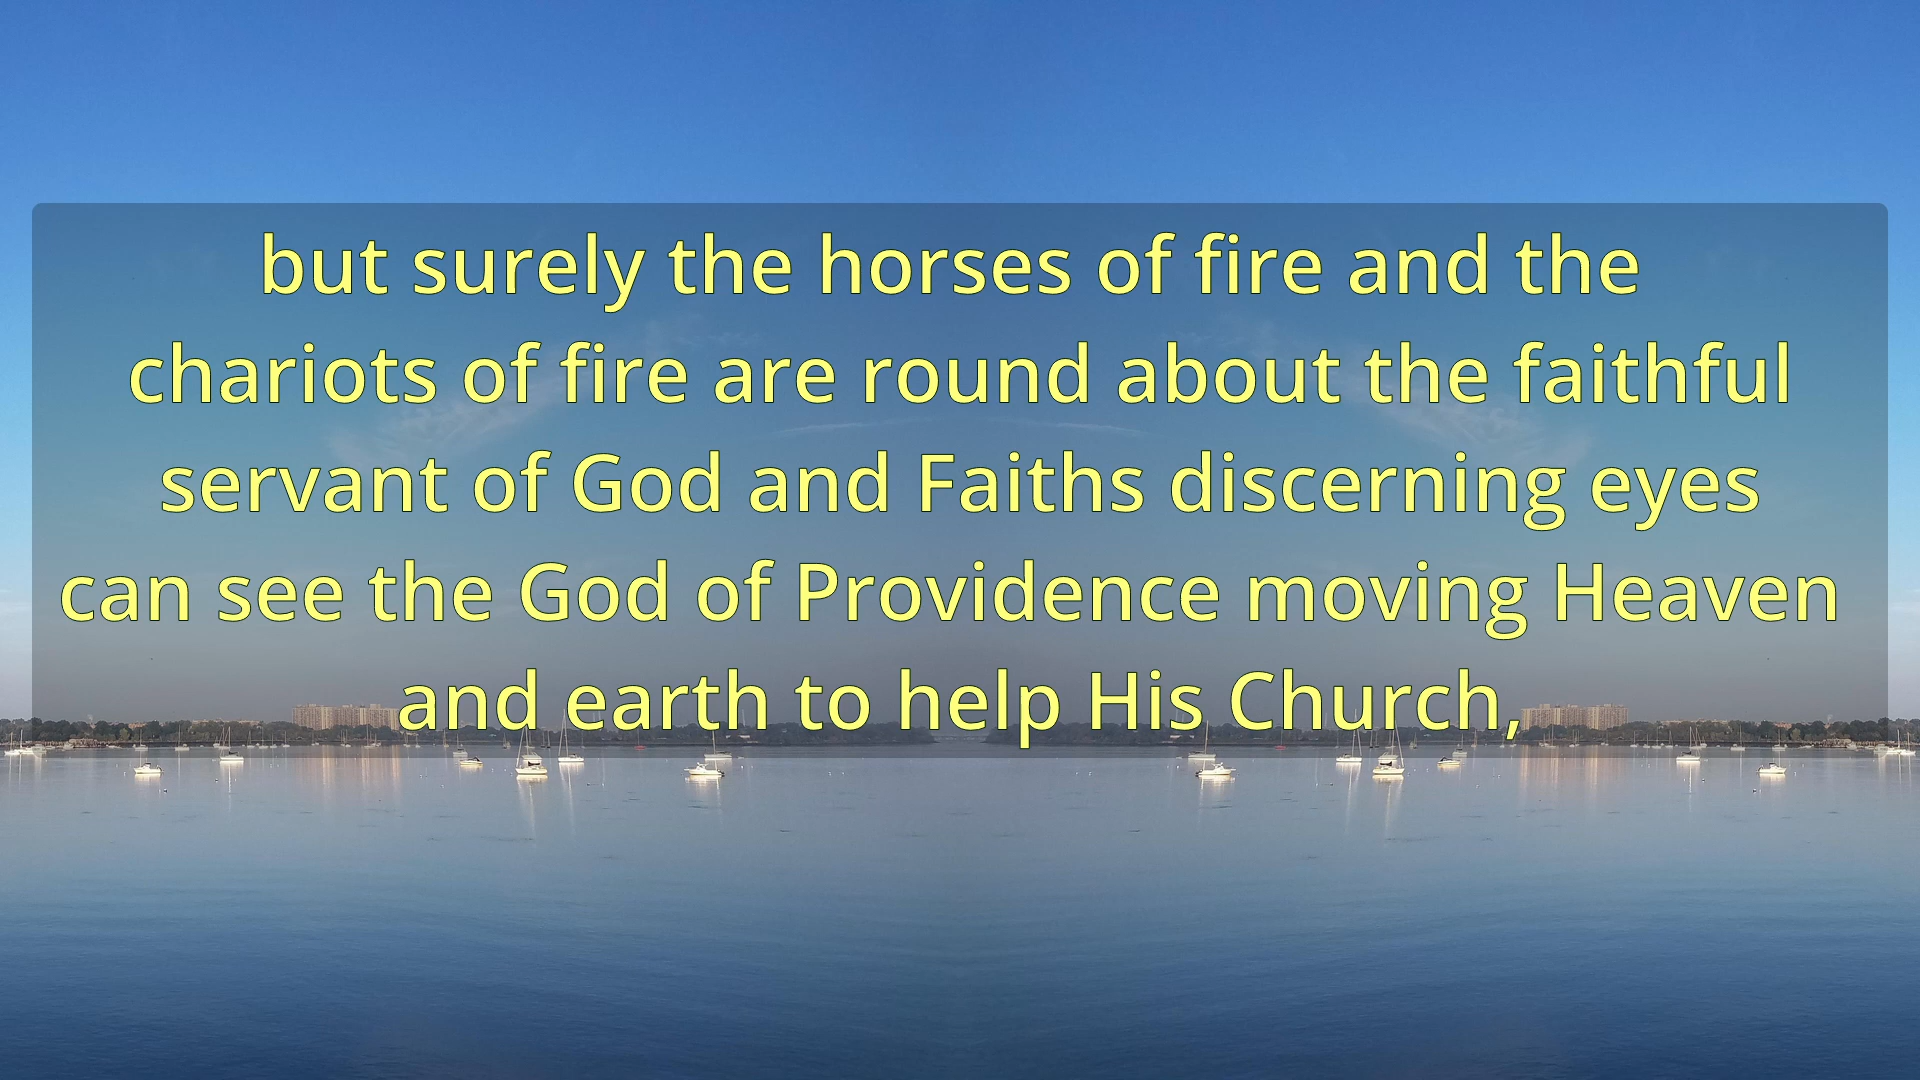 but surely the horses of fire and the
chariots of fire are round about the faithful
servant of God and Faiths discerning eyes
can see the God of Providence moving Heaven
and earth to help His Church,